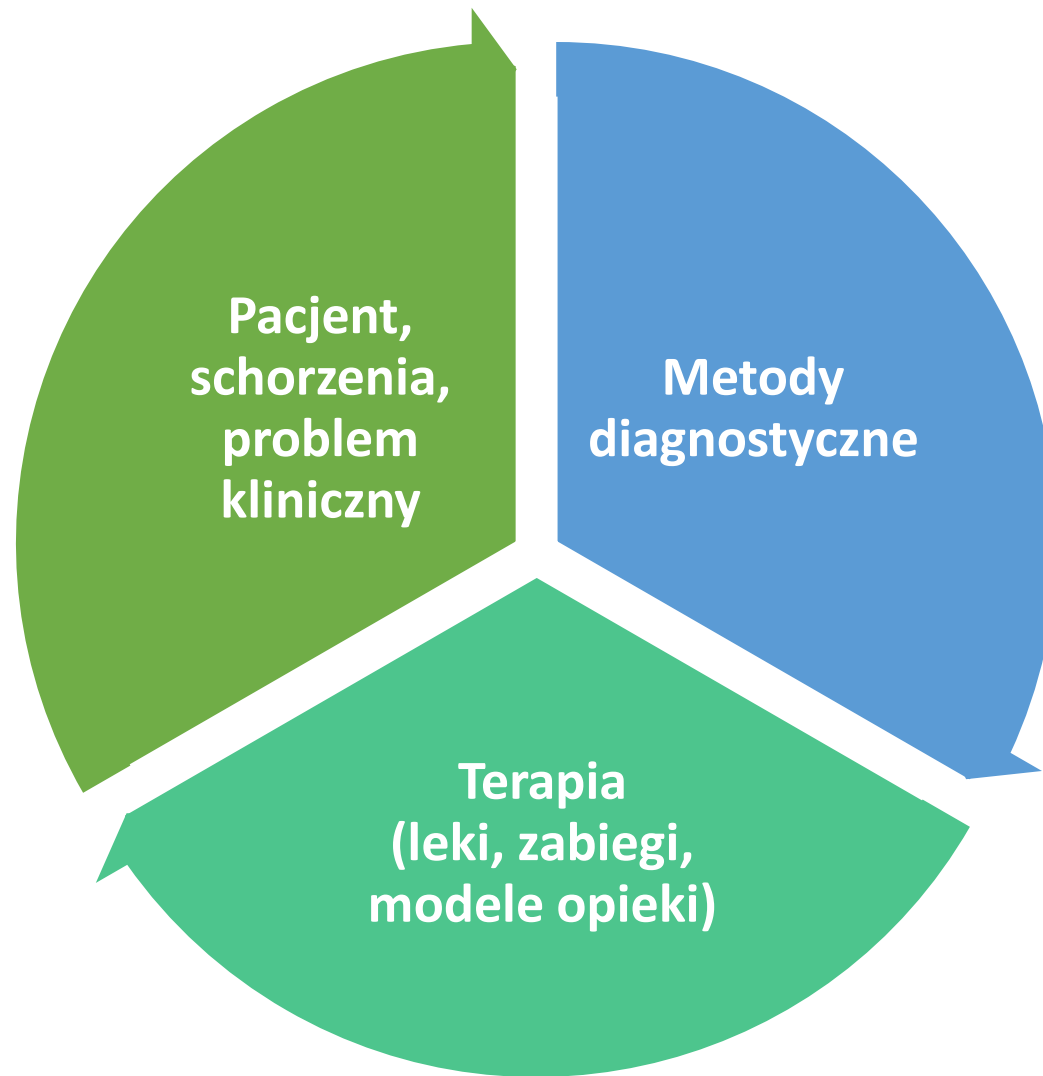 Pacjent,
schorzenia,
problem
kliniczny
Metody
diagnostyczne
Terapia
(leki, zabiegi,
modele opieki)